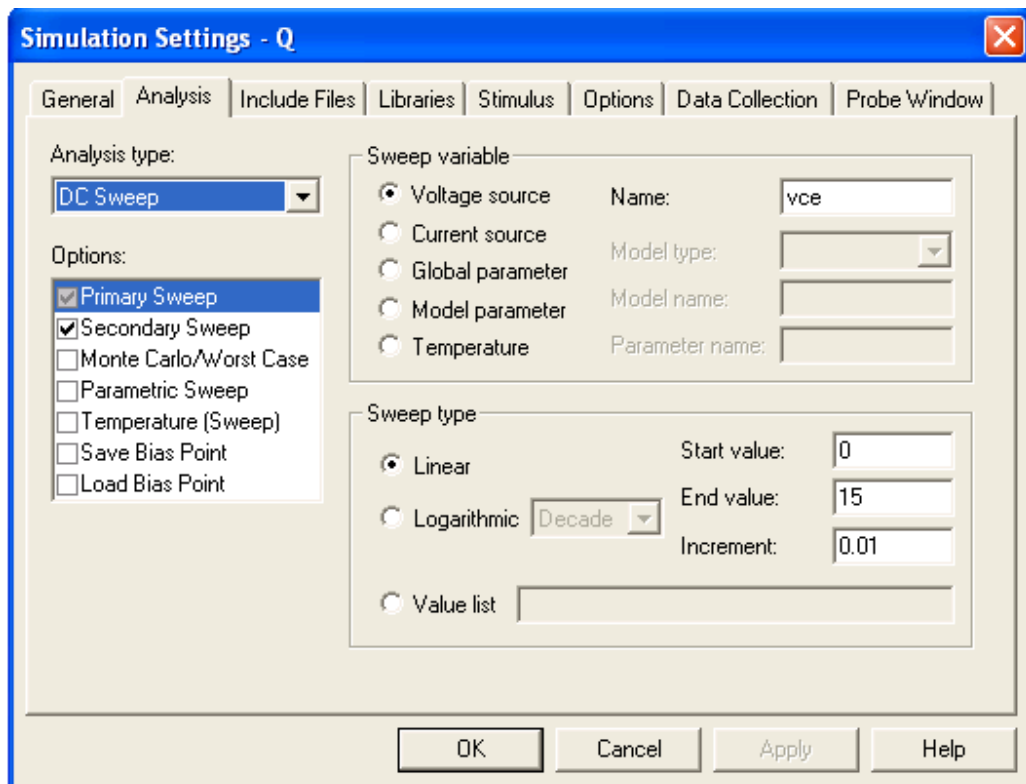 Simulation Settings - Q
General Analysis Include Files Libraries Stimulus Options Data Collection Probe Window
Analysis type:
DC Sweep
Options:
Primary Sweep
Secondary Sweep
Monte Carlo/Worst Case
Parametric Sweep
Temperature (Sweep)
Save Bias Point
Load Bias Point
Sweep variable
Voltage source
Current source
Global parameter
Model parameter
Temperature
Name: vce
Model type:
Model name:
Parameter name:
Sweep type
Linear
Logarithmic Decade
Value list
Start value: 0
End value: 15
Increment: 0.01
OK Cancel Apply Help